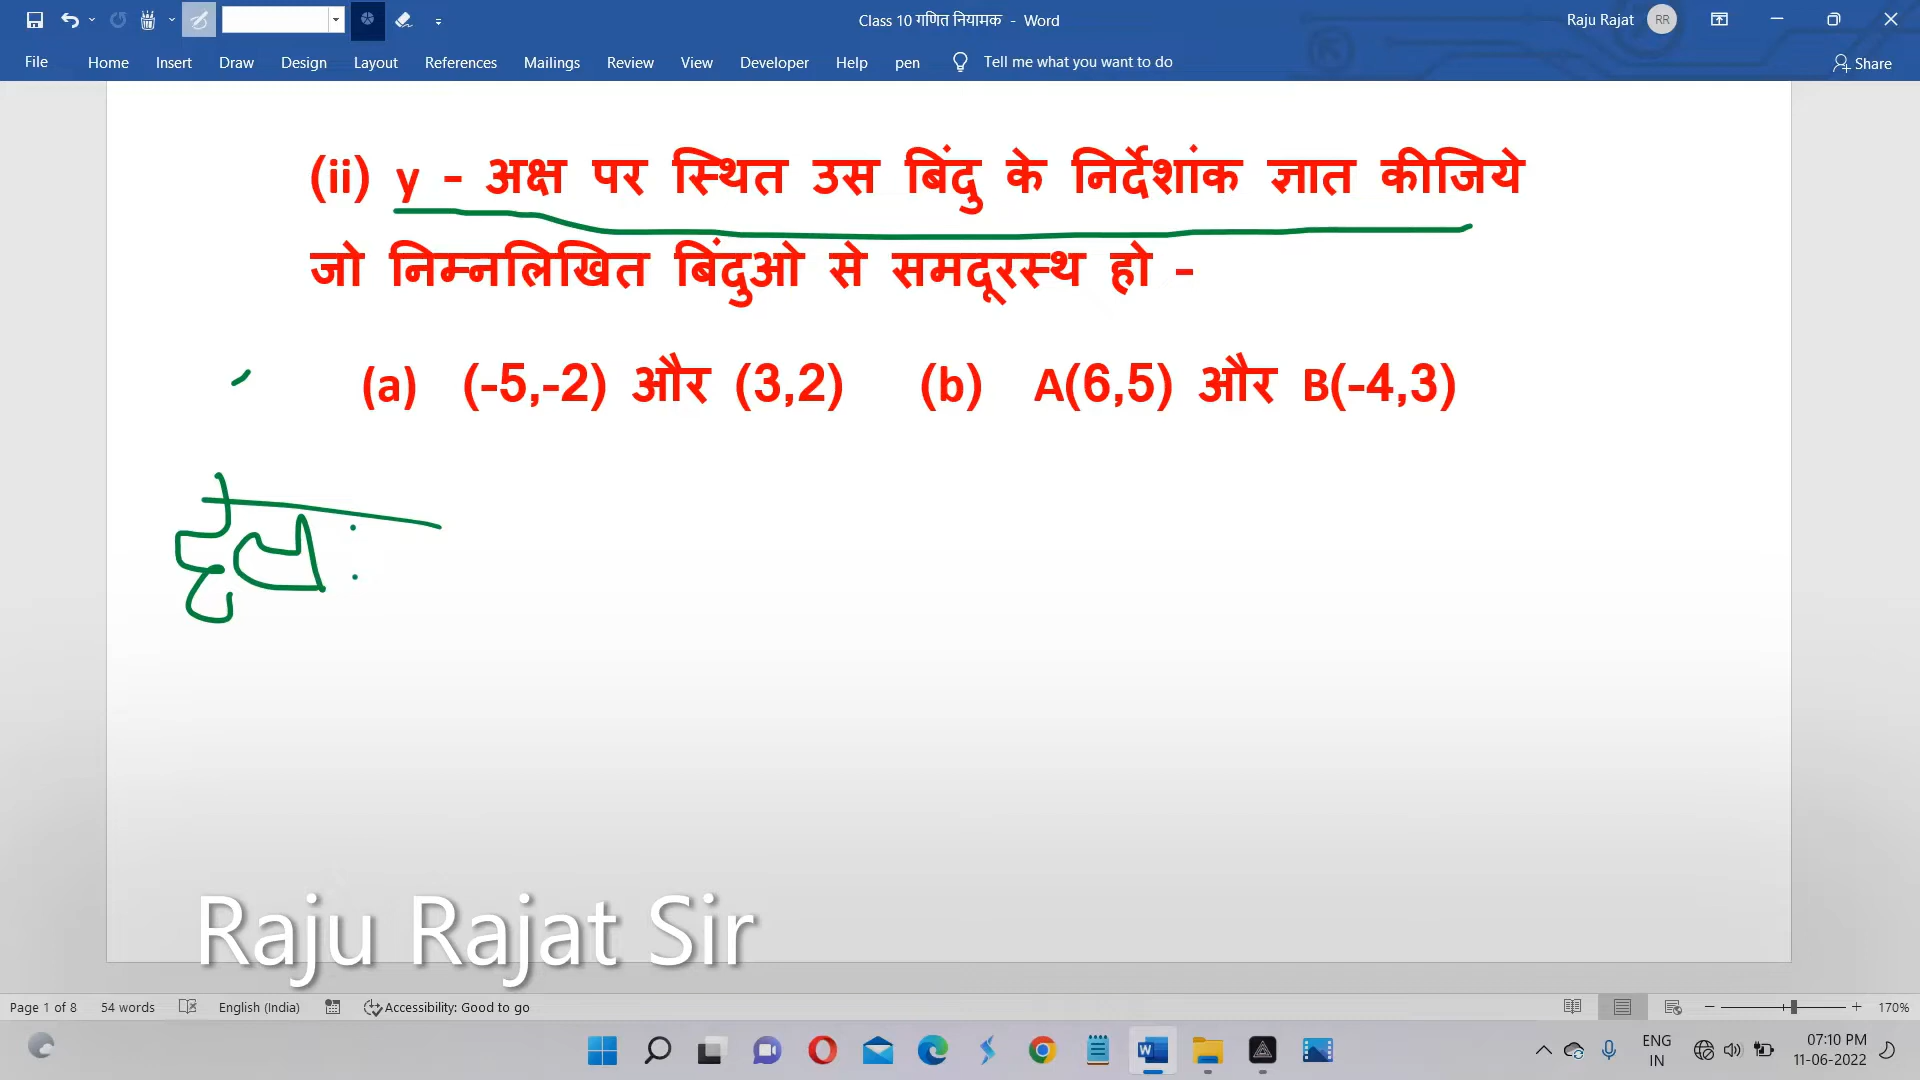 Class 10 गणित नियामक - Word
Raju Rajat
RR
File Home Insert Draw Design Layout References Mailings Review View Developer Help pen Tell me what you want to do Share
(ii) y - अक्ष पर स्थित उस बिंदु के निर्देशांक ज्ञात कीजिये
जो निम्नलिखित बिंदुओ से समदूरस्थ हो -
(a) (-5,-2) और (3,2) (b) A(6,5) और B(-4,3)
हल :
Raju Rajat Sir
Page 1 of 8 54 words English (India) Accessibility: Good to go 170%
ENG
IN
07:10 PM
11-06-2022